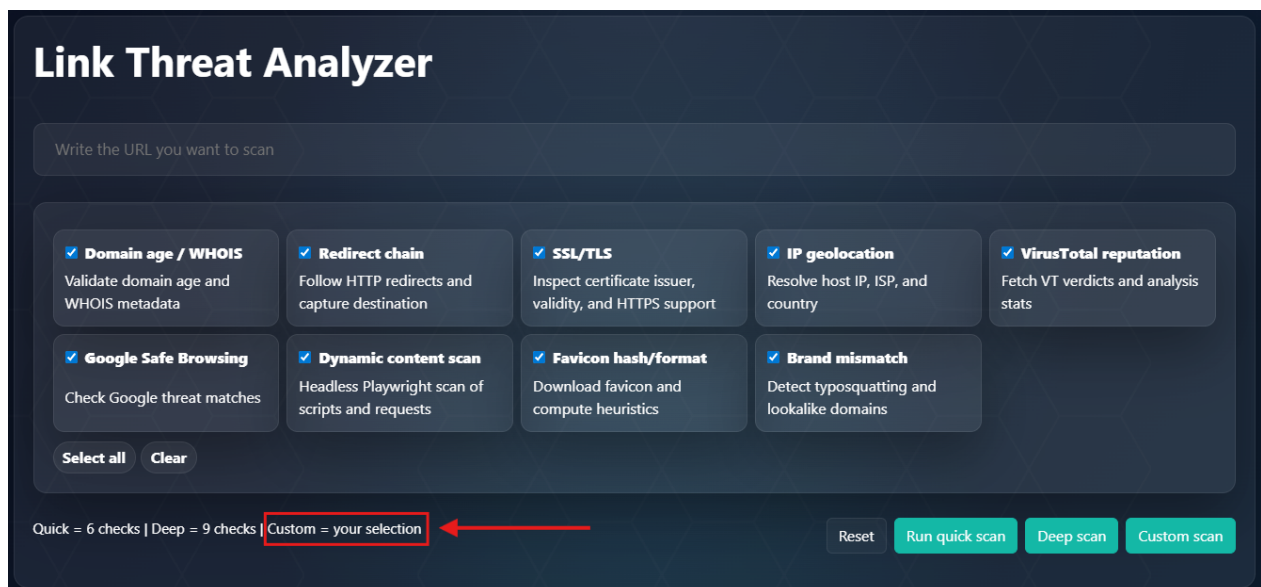 Link Threat Analyzer
Write the URL you want to scan
Domain age / WHOIS
Validate domain age and
WHOIS metadata
Redirect chain
Follow HTTP redirects and
capture destination
SSL/TLS
Inspect certificate issuer,
validity, and HTTPS support
IP geolocation
Resolve host IP, ISP, and
country
VirusTotal reputation
Fetch VT verdicts and analysis
stats
Google Safe Browsing
Check Google threat matches
Dynamic content scan
Headless Playwright scan of
scripts and requests
Favicon hash/format
Download favicon and
compute heuristics
Brand mismatch
Detect typosquatting and
lookalike domains
Select all
Clear
Quick = 6 checks | Deep = 9 checks | Custom = your selection
Reset
Run quick scan
Deep scan
Custom scan